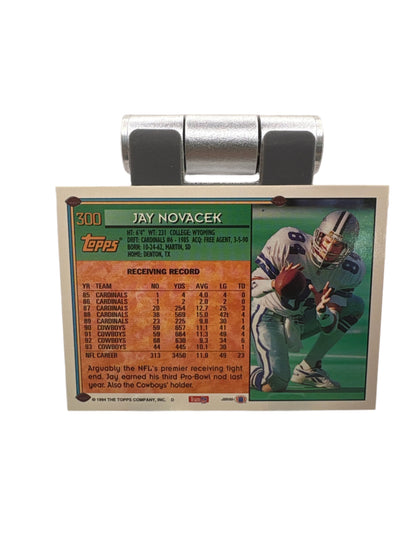 300
JAY NOVACEK
Topps
HT: 6'4" WT: 231 COLLEGE: WYOMING
DRFT: CARDINALS #6 - 1985 ACQ: FREE AGENT, 3-5-90
BORN: 10-24-62, MARTIN, SD
HOME: DENTON, TX
RECEIVING RECORD
YR TEAM NO YDS AVG LG TD
85 CARDINALS 1 4 4.0 4 0
86 CARDINALS 1 2 2.0 2 0
87 CARDINALS 20 254 12.7 25 3
88 CARDINALS 38 569 15.0 42t 4
89 CARDINALS 23 225 9.8 30 1
90 COWBOYS 59 657 11.1 41 4
91 COWBOYS 59 664 11.3 49 4
92 COWBOYS 68 630 9.3 34 6
93 COWBOYS 44 445 10.1 30 1
NFL CAREER 313 3450 11.0 49 23
Arguably the NFL's premier receiving tight
end, Jay earned his third Pro-Bowl nod last
year. Also the Cowboys' holder.
© 1994 THE TOPPS COMPANY, INC. D
84
84